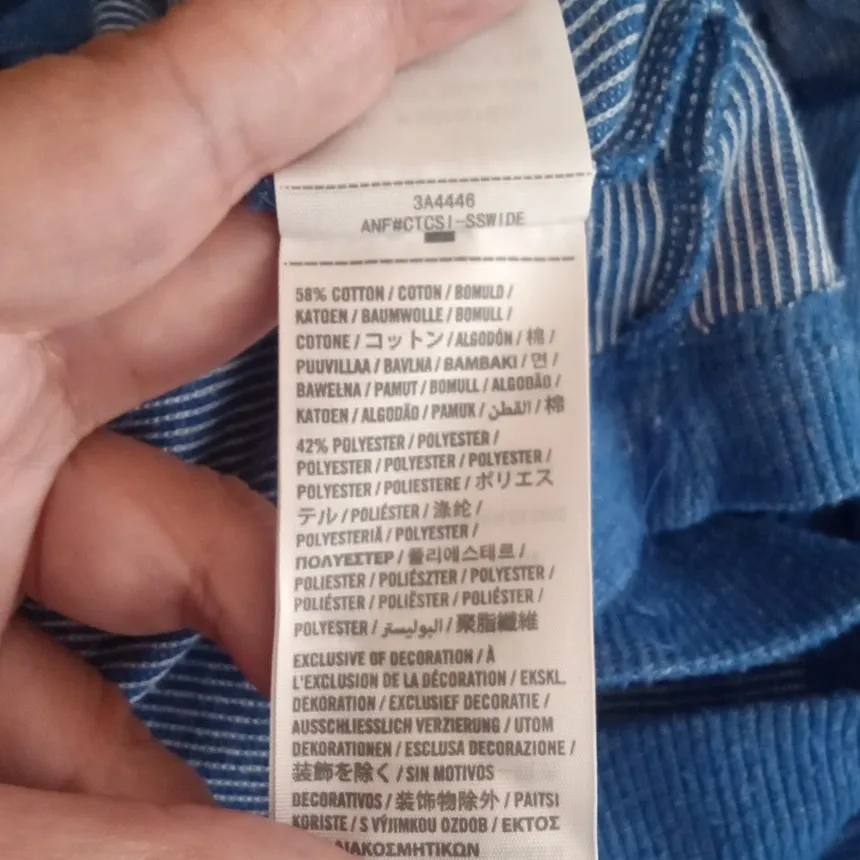 3A4446
ANF#CTCSI-SSWIDE
58% COTTON / COTON / BOMULD /
KATOEN / BAUMWOLLE / BOMULL /
COTONE / コットン / ALGODÓN / 棉 /
PUUVILLAA / BAVLNA / BAMBAKI / 면 /
BAWEŁNA / PAMUT / BOMULL / ALGODÃO /
KATOEN / ALGODÃO / PAMUK / القطن / 棉
42% POLYESTER / POLYESTER /
POLYESTER / POLYESTER / POLYESTER /
POLYESTER / POLIESTERE / ポリエス
テル / POLIÉSTER / 涤纶 /
POLYESTERIÄ / POLYESTER /
ΠΟΛΥΕΣΤΕΡ / 폴리에스테르 /
POLIESTER / POLIÉSZTER / POLYESTER /
POLIÉSTER / POLIËSTER / POLIÉSTER /
POLYESTER / البوليستر / 聚脂纖維
EXCLUSIVE OF DECORATION / À
L'EXCLUSION DE LA DÉCORATION / EKSKL.
DEKORATION / EXCLUSIEF DECORATIE /
AUSSCHLIESSLICH VERZIERUNG / UTOM
DEKORATIONEN / ESCLUSA DECORAZIONE /
装飾を除く / SIN MOTIVOS
DECORATIVOS / 装饰物除外 / PAITSI
KORISTE / S VÝJIMKOU OZDOB / ΕΚΤΟΣ
ΔΙΑΚΟΣΜΗΤΙΚΩΝ